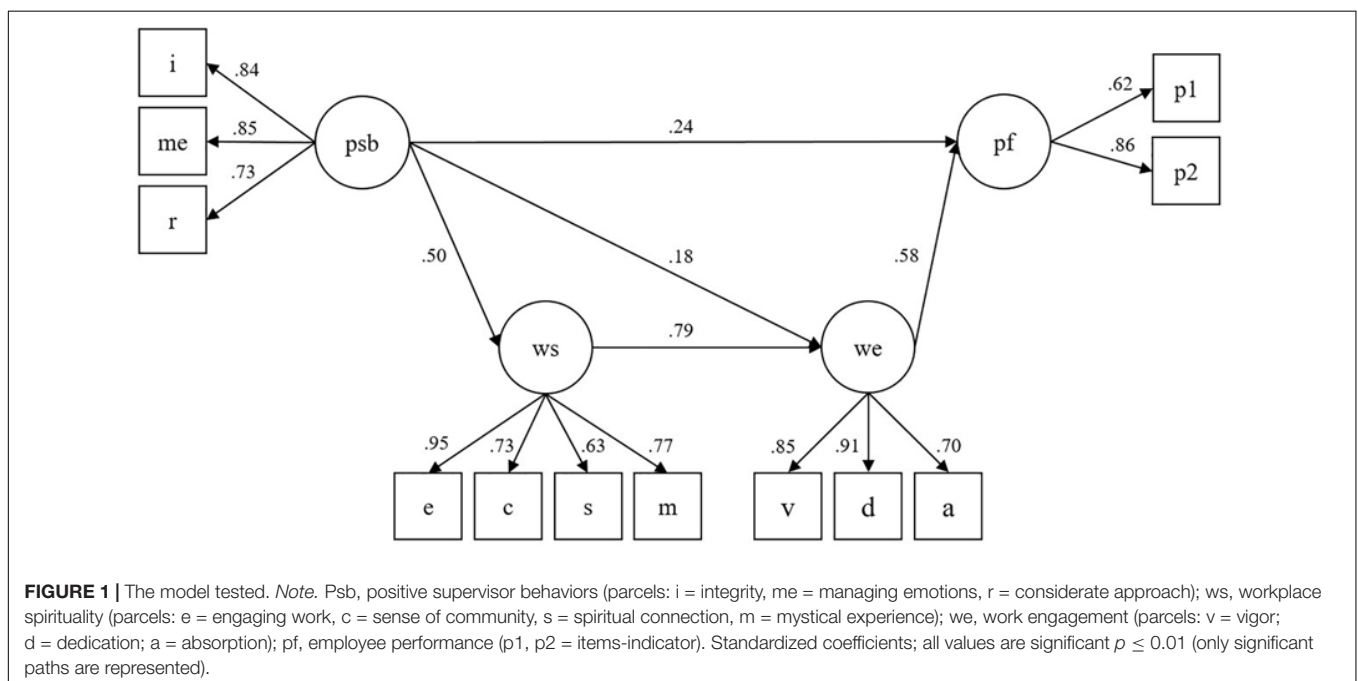 i
.84
p1
.62
me
.85
psb
.24
pf
.86
p2
.73
r
.50
.18
.58
ws
.79
we
.95
.73
.63
.77
.85
.91
.70
e
c
s
m
v
d
a
FIGURE 1 | The model tested. Note. Psb, positive supervisor behaviors (parcels: i = integrity, me = managing emotions, r = considerate approach); ws, workplace
spirituality (parcels: e = engaging work, c = sense of community, s = spiritual connection, m = mystical experience); we, work engagement (parcels: v = vigor;
d = dedication; a = absorption); pf, employee performance (p1, p2 = items-indicator). Standardized coefficients; all values are significant p ≤ 0.01 (only significant
paths are represented).